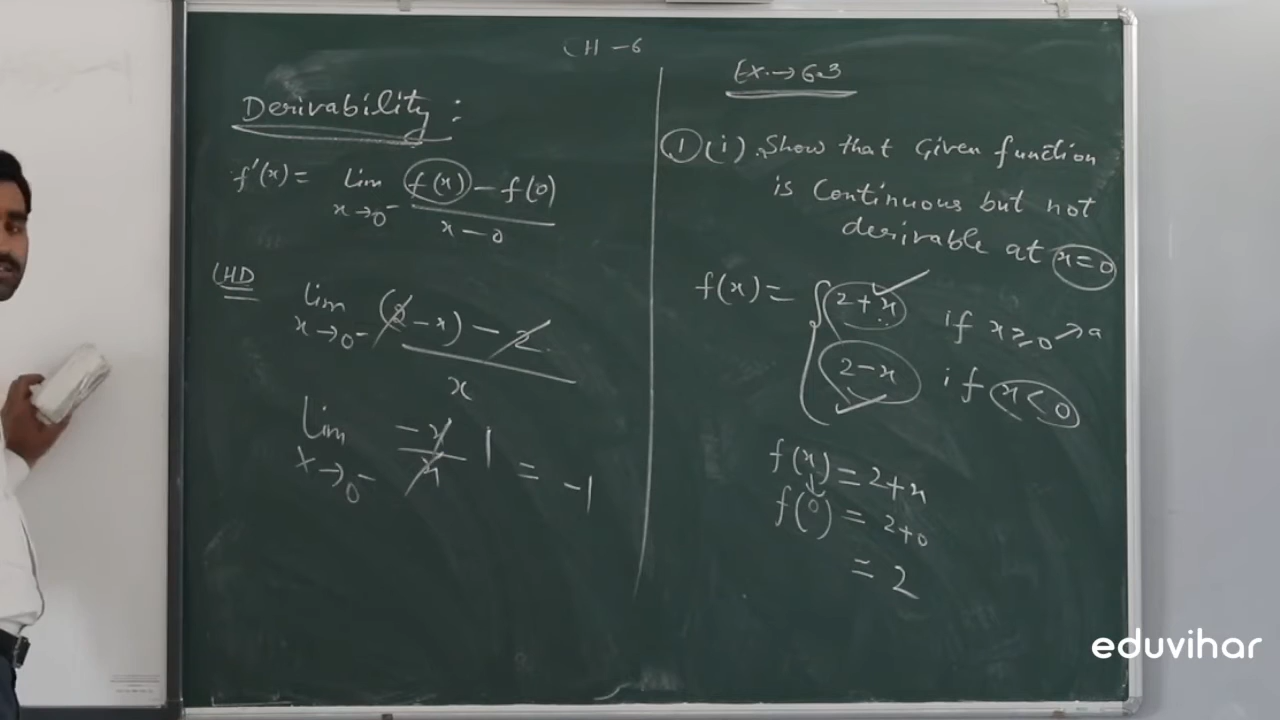 CH-6
Derivability:
f'(x) = lim x→0⁻ f(x) - f(0) / x - 0
LHD
lim x→0⁻ (2-x) - 2 / x
lim x→0⁻ -x / x 1 = -1
Ex.→6.3
① (i). Show that Given function
is Continuous but not
derivable at x=0
f(x) = { 2+x if x≥0 → a
2-x if x<0
f(x) = 2+x
f(0) = 2+0
= 2
eduvihar